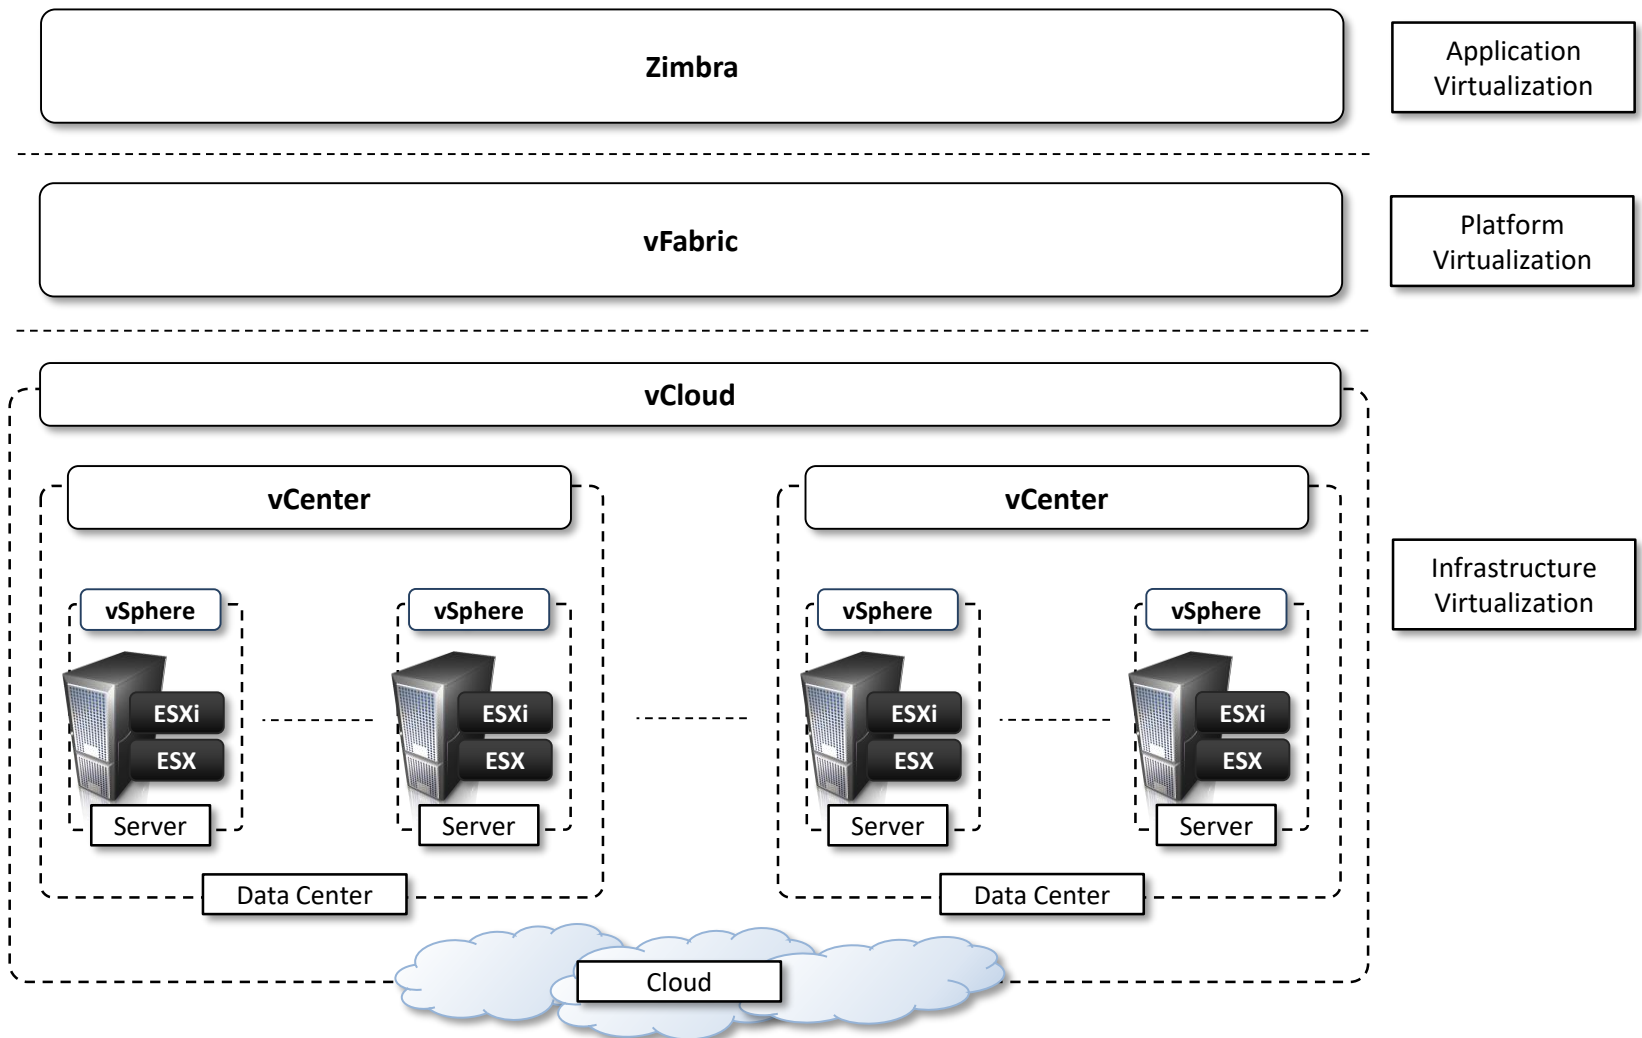 Zimbra
Application
Virtualization
vFabric
Platform
Virtualization
vCloud
vCenter
vCenter
Infrastructure
Virtualization
vSphere
vSphere
vSphere
vSphere
ESXi
ESXi
ESXi
ESXi
ESX
ESX
ESX
ESX
Server
Server
Server
Server
Data Center
Data Center
Cloud